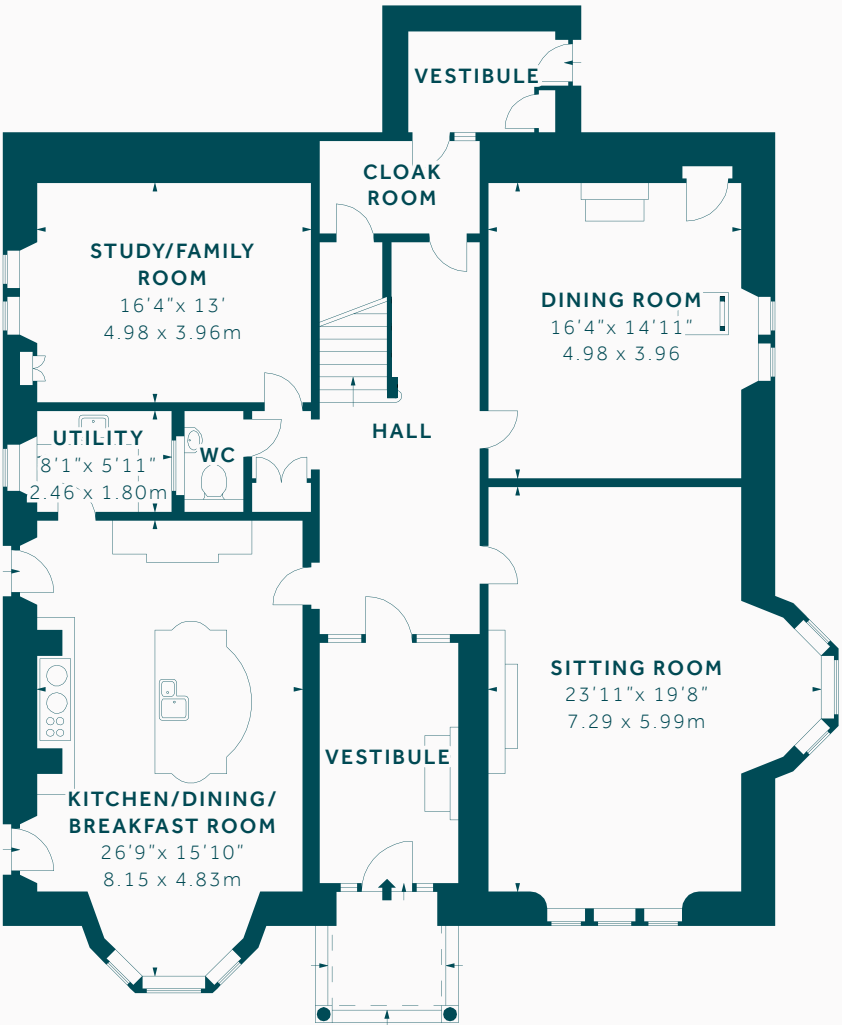 VESTIBULE
CLOAK
ROOM
STUDY/FAMILY
ROOM
16'4"x 13'
4.98 x 3.96m
DINING ROOM
16'4"x 14'11"
4.98 x 3.96
HALL
UTILITY
8'1"x 5'11"
2.46 x 1.80m
WC
SITTING ROOM
23'11"x 19'8"
7.29 x 5.99m
VESTIBULE
KITCHEN/DINING/
BREAKFAST ROOM
26'9"x 15'10"
8.15 x 4.83m